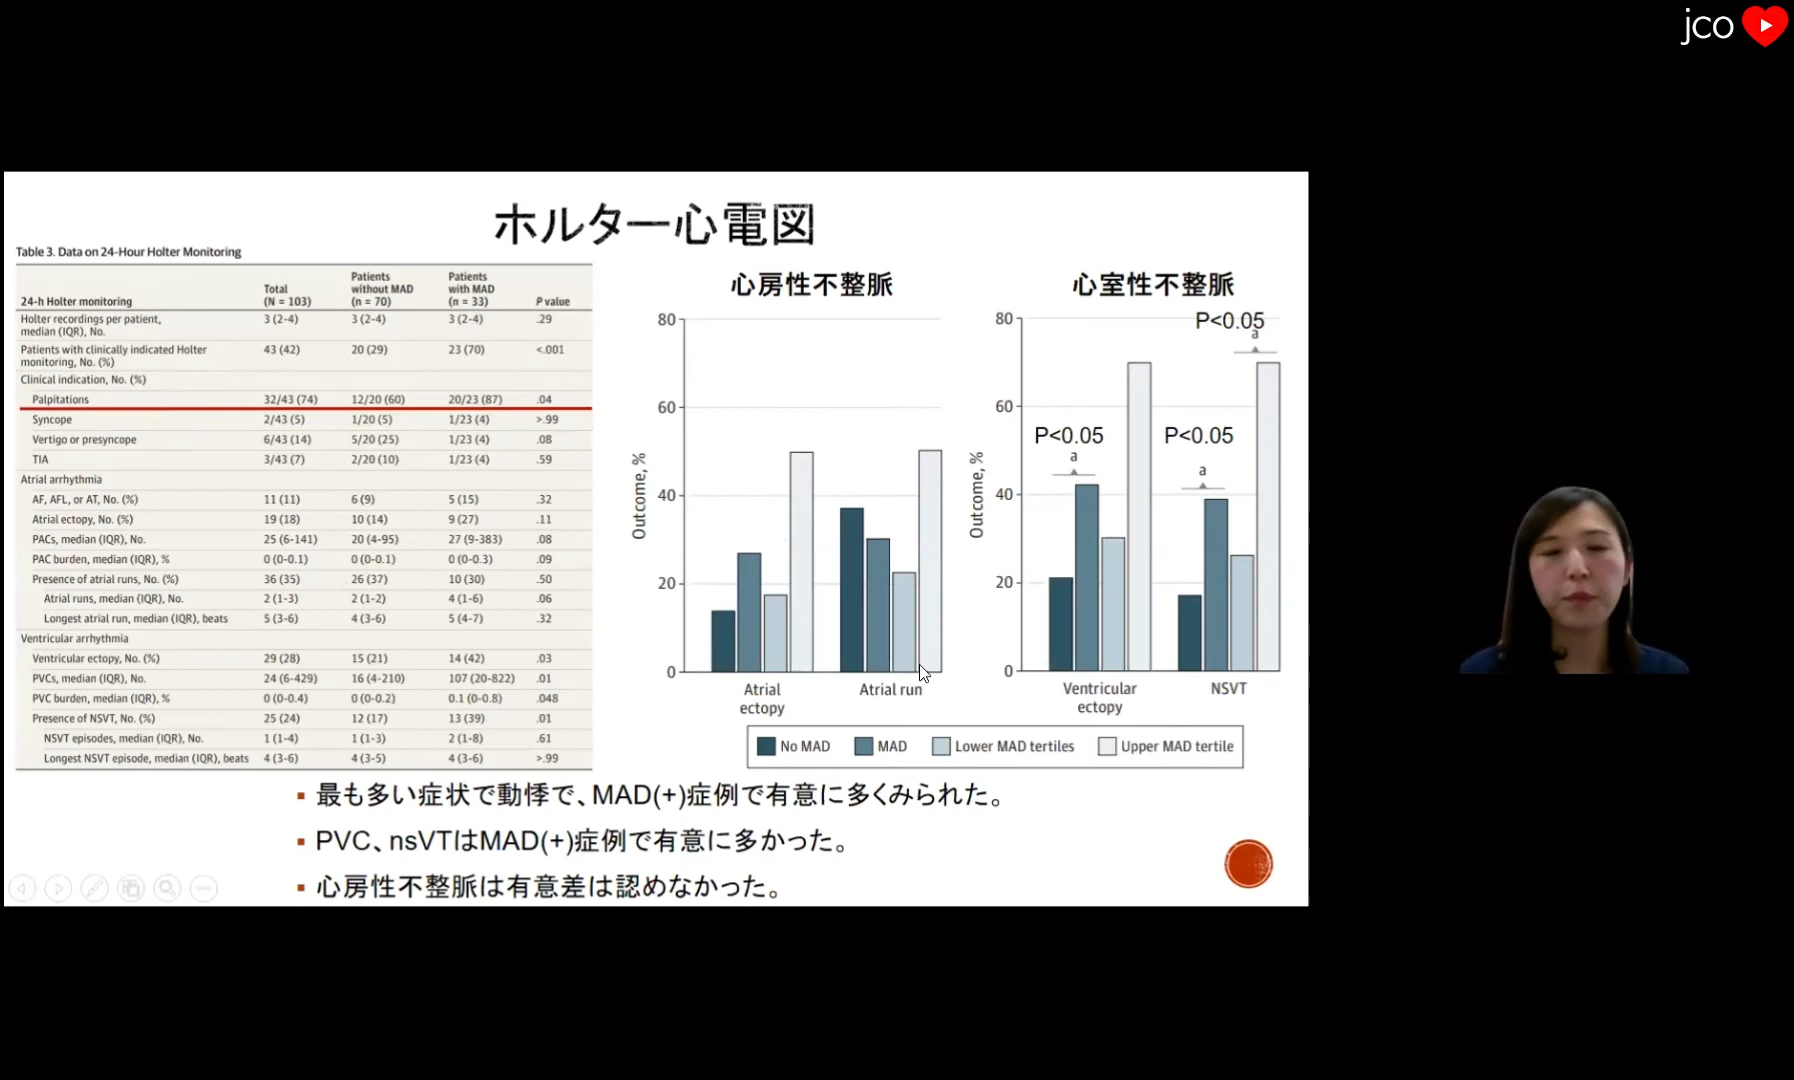 jco
ホルター心電図
Table 3. Data on 24-Hour Holter Monitoring
24-h Holter monitoring Total (N = 103) Patients without MAD (n = 70) Patients with MAD (n = 33) P value
Holter recordings per patient, median (IQR), No. 3 (2-4) 3 (2-4) 3 (2-4) .29
Patients with clinically indicated Holter monitoring, No. (%) 43 (42) 20 (29) 23 (70) <.001
Clinical indication, No. (%)
Palpitations 32/43 (74) 12/20 (60) 20/23 (87) .04
Syncope 2/43 (5) 1/20 (5) 1/23 (4) >.99
Vertigo or presyncope 6/43 (14) 5/20 (25) 1/23 (4) .08
TIA 3/43 (7) 2/20 (10) 1/23 (4) .59
Atrial arrhythmia
AF, AFL, or AT, No. (%) 11 (11) 6 (9) 5 (15) .32
Atrial ectopy, No. (%) 19 (18) 10 (14) 9 (27) .11
PACs, median (IQR), No. 25 (6-141) 20 (4-95) 27 (9-383) .08
PAC burden, median (IQR), % 0 (0-0.1) 0 (0-0.1) 0 (0-0.3) .09
Presence of atrial runs, No. (%) 36 (35) 26 (37) 10 (30) .50
Atrial runs, median (IQR), No. 2 (1-3) 2 (1-2) 4 (1-6) .06
Longest atrial run, median (IQR), beats 5 (3-6) 4 (3-6) 5 (4-7) .32
Ventricular arrhythmia
Ventricular ectopy, No. (%) 29 (28) 15 (21) 14 (42) .03
PVCs, median (IQR), No. 24 (6-429) 16 (4-210) 107 (20-822) .01
PVC burden, median (IQR), % 0 (0-0.4) 0 (0-0.2) 0.1 (0-0.8) .048
Presence of NSVT, No. (%) 25 (24) 12 (17) 13 (39) .01
NSVT episodes, median (IQR), No. 1 (1-4) 1 (1-3) 2 (1-8) .61
Longest NSVT episode, median (IQR), beats 4 (3-6) 4 (3-5) 4 (3-6) >.99
心房性不整脈
Outcome, %
80
60
40
20
0
Atrial ectopy
Atrial run
心室性不整脈
Outcome, %
80
60
40
20
0
P<0.05
a
P<0.05
a
P<0.05
a
Ventricular ectopy
NSVT
No MAD MAD Lower MAD tertiles Upper MAD tertile
▪ 最も多い症状で動悸で、MAD(+)症例で有意に多くみられた。
▪ PVC、nsVTはMAD(+)症例で有意に多かった。
▪ 心房性不整脈は有意差は認めなかった。